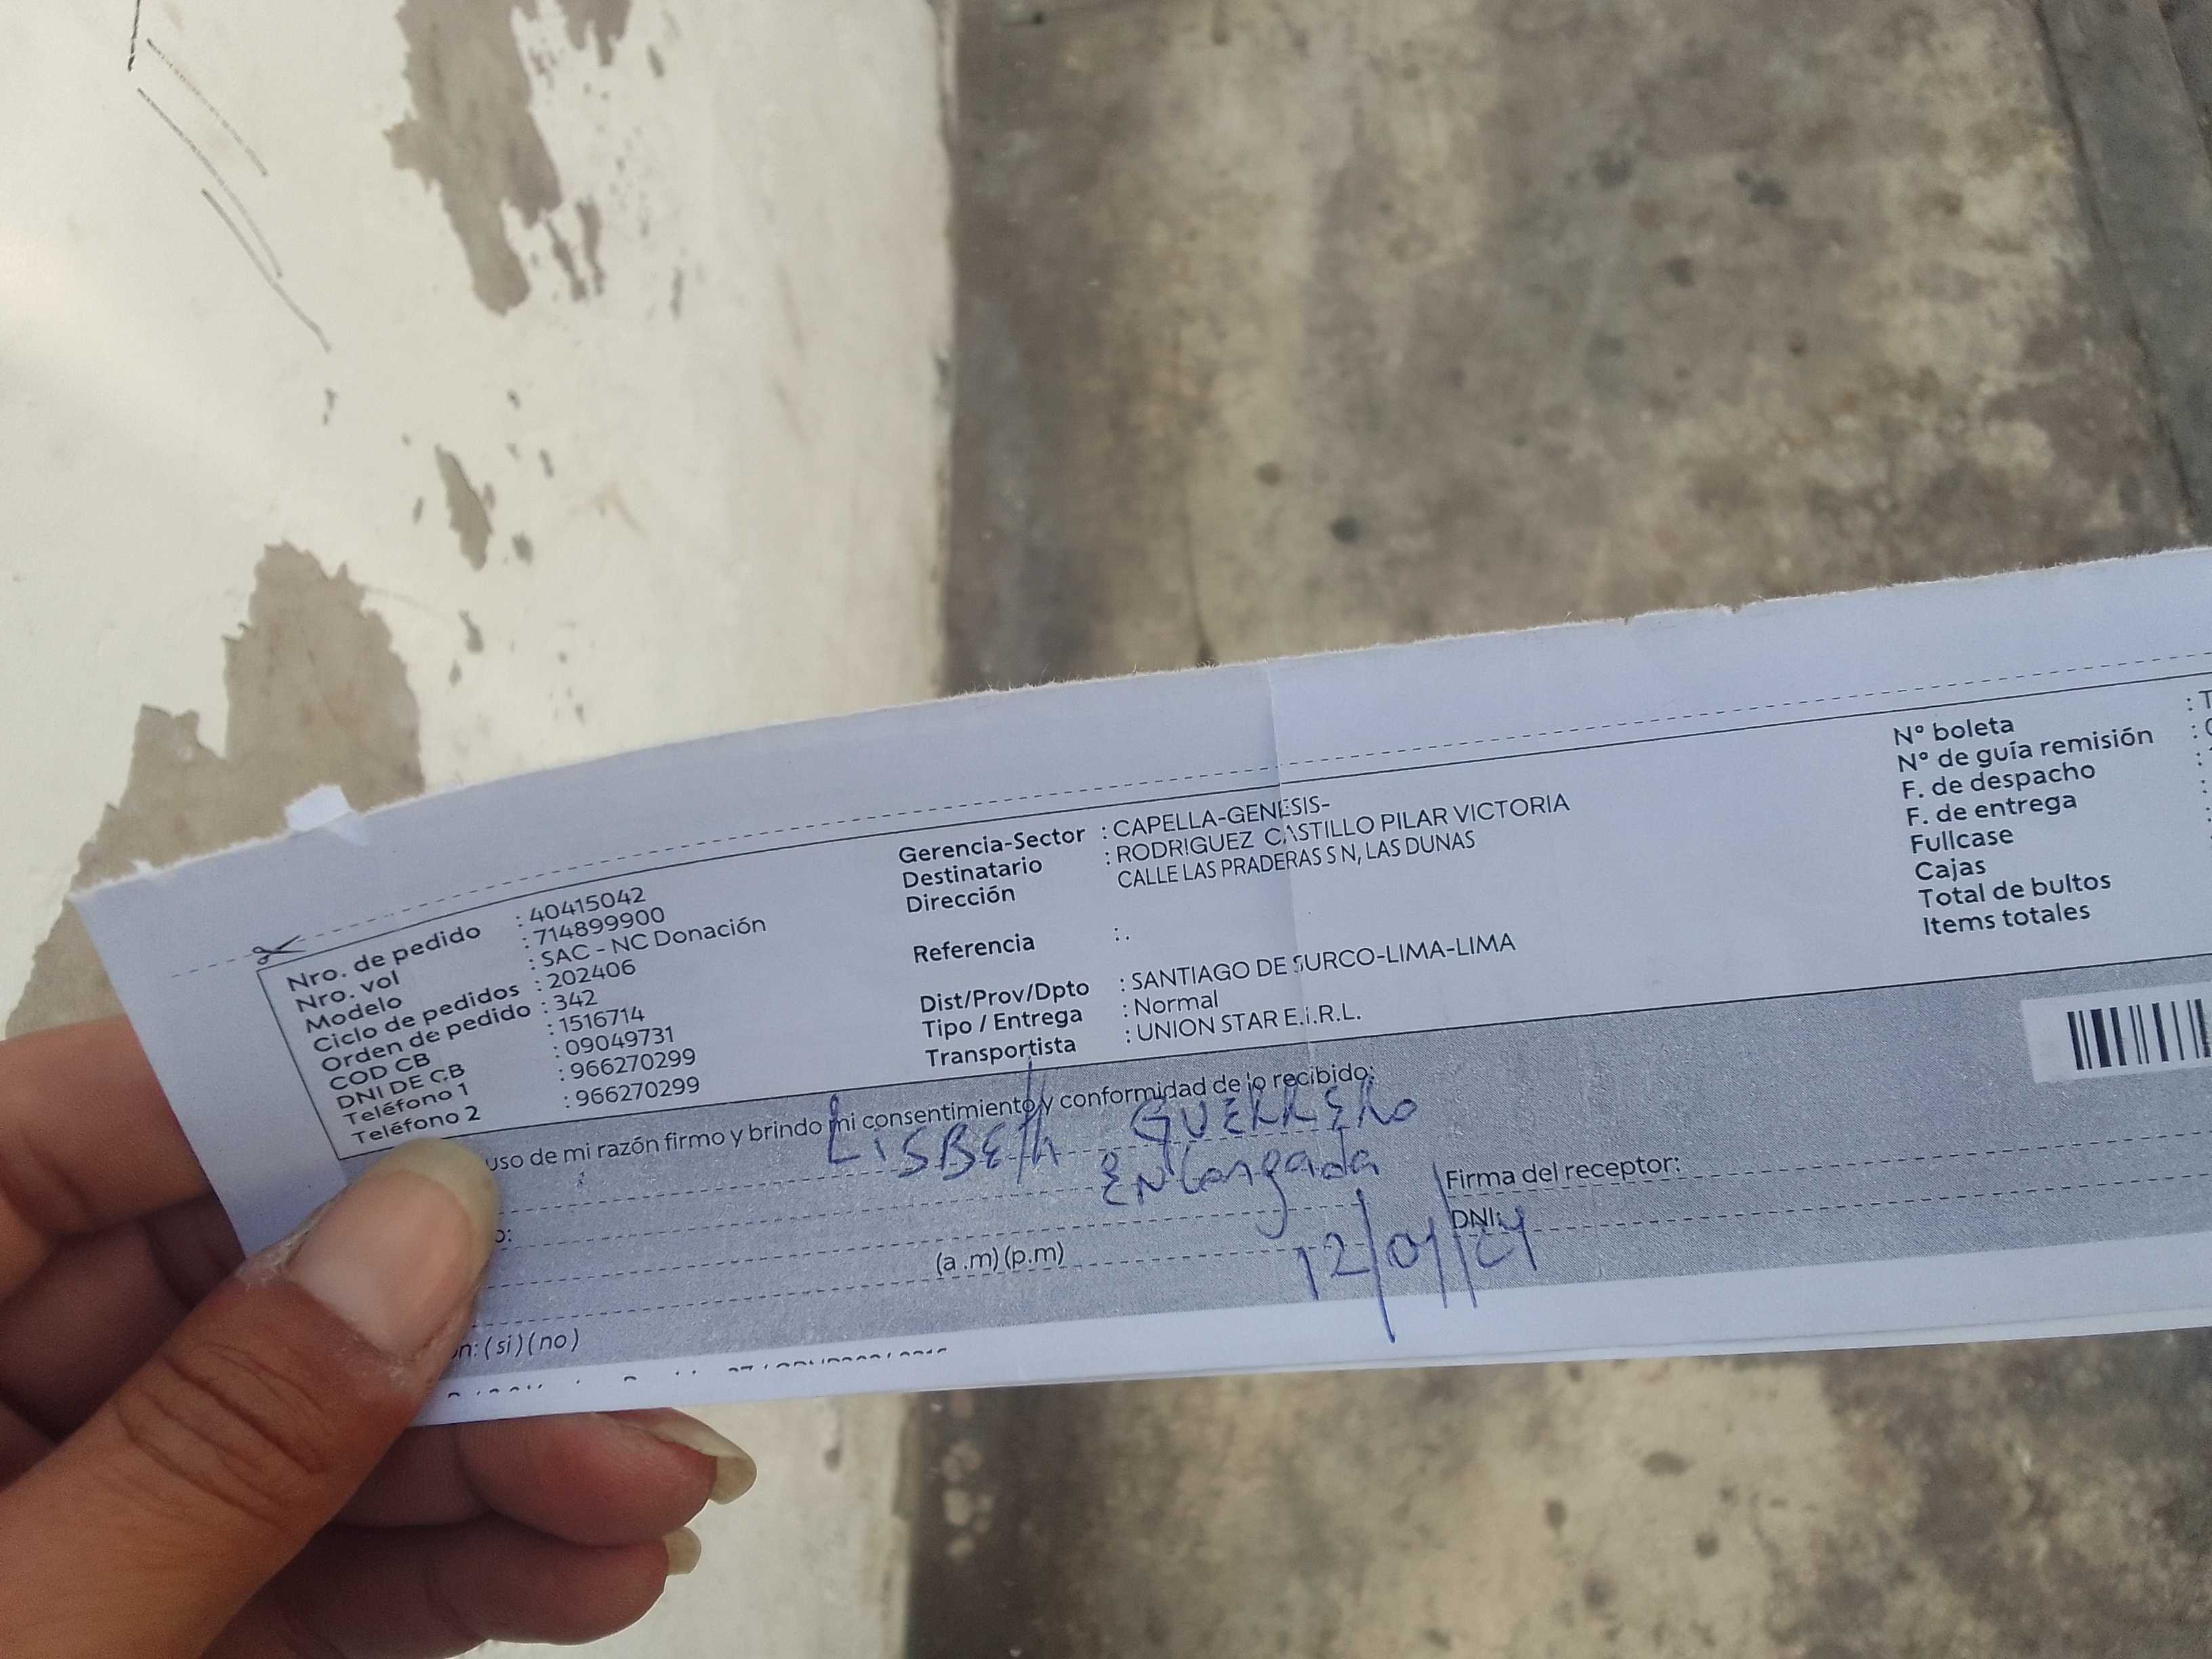 Nro. de pedido : 40415042
Nro. vol : 714899900
Modelo : SAC - NC Donación
Ciclo de pedidos : 202406
Orden de pedido : 342
COD CB : 1516714
DNI DE CB : 09049731
Teléfono 1 : 966270299
Teléfono 2 : 966270299
Gerencia-Sector : CAPELLA-GENESIS-
Destinatario : RODRIGUEZ CASTILLO PILAR VICTORIA
Dirección CALLE LAS PRADERAS S N, LAS DUNAS
Referencia : .
Dist/Prov/Dpto : SANTIAGO DE SURCO-LIMA-LIMA
Tipo / Entrega : Normal
Transportista : UNION STAR E.I.R.L.
N° boleta : T
N° de guía remisión :
F. de despacho :
F. de entrega :
Fullcase :
Cajas
Total de bultos
Items totales
uso de mi razón firmo y brindo mi consentimiento y conformidad de lo recibido:
LISBEth GUERRERo
ENCargada
Firma del receptor:
o:
DNI:
(a .m) (p.m)
12/01/24
n: ( si ) ( no )